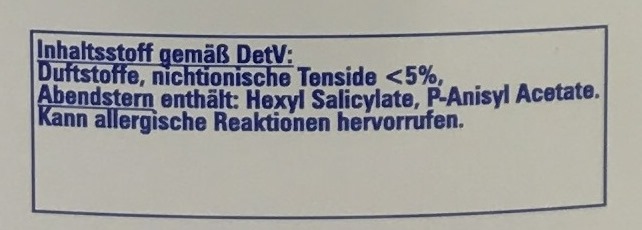 Inhaltsstoff gemäß DetV:
Duftstoffe, nichtionische Tenside <5%,
Abendstern enthält: Hexyl Salicylate, P-Anisyl Acetate.
Kann allergische Reaktionen hervorrufen.